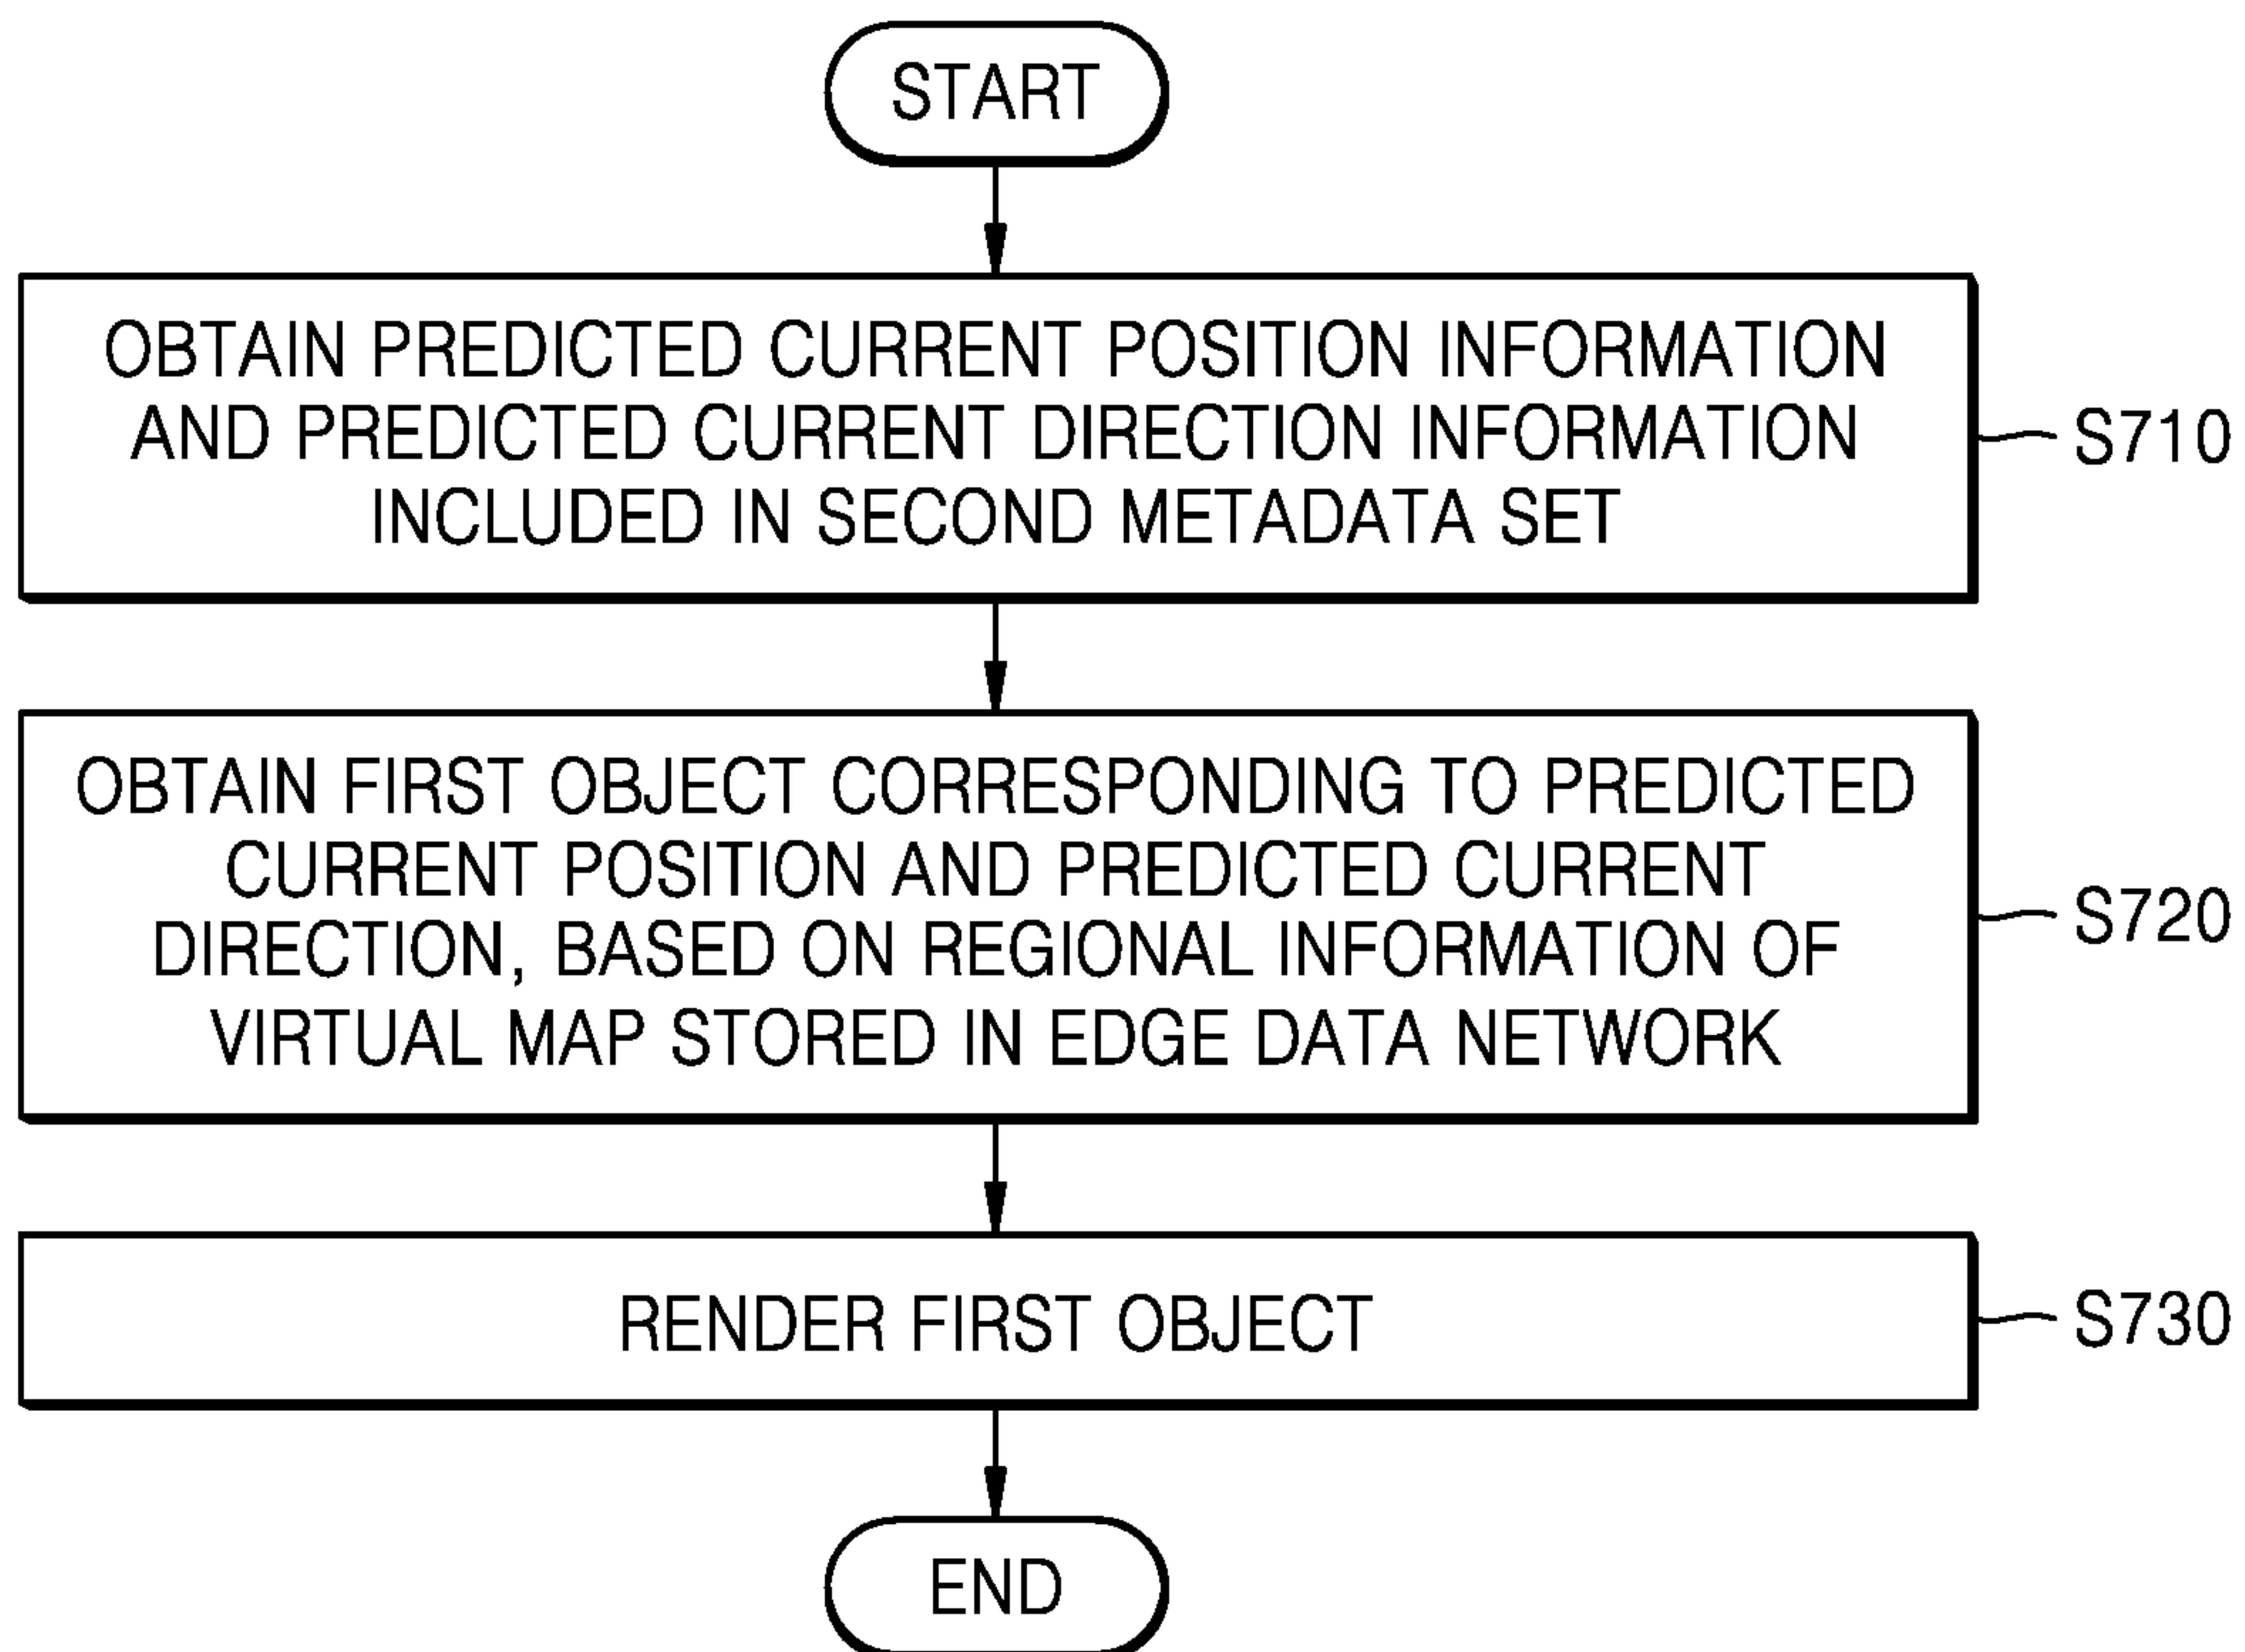 START
OBTAIN PREDICTED CURRENT POSITION INFORMATION
AND PREDICTED CURRENT DIRECTION INFORMATION
INCLUDED IN SECOND METADATA SET
S710
OBTAIN FIRST OBJECT CORRESPONDING TO PREDICTED
CURRENT POSITION AND PREDICTED CURRENT
DIRECTION, BASED ON REGIONAL INFORMATION OF
VIRTUAL MAP STORED IN EDGE DATA NETWORK
S720
RENDER FIRST OBJECT
S730
END